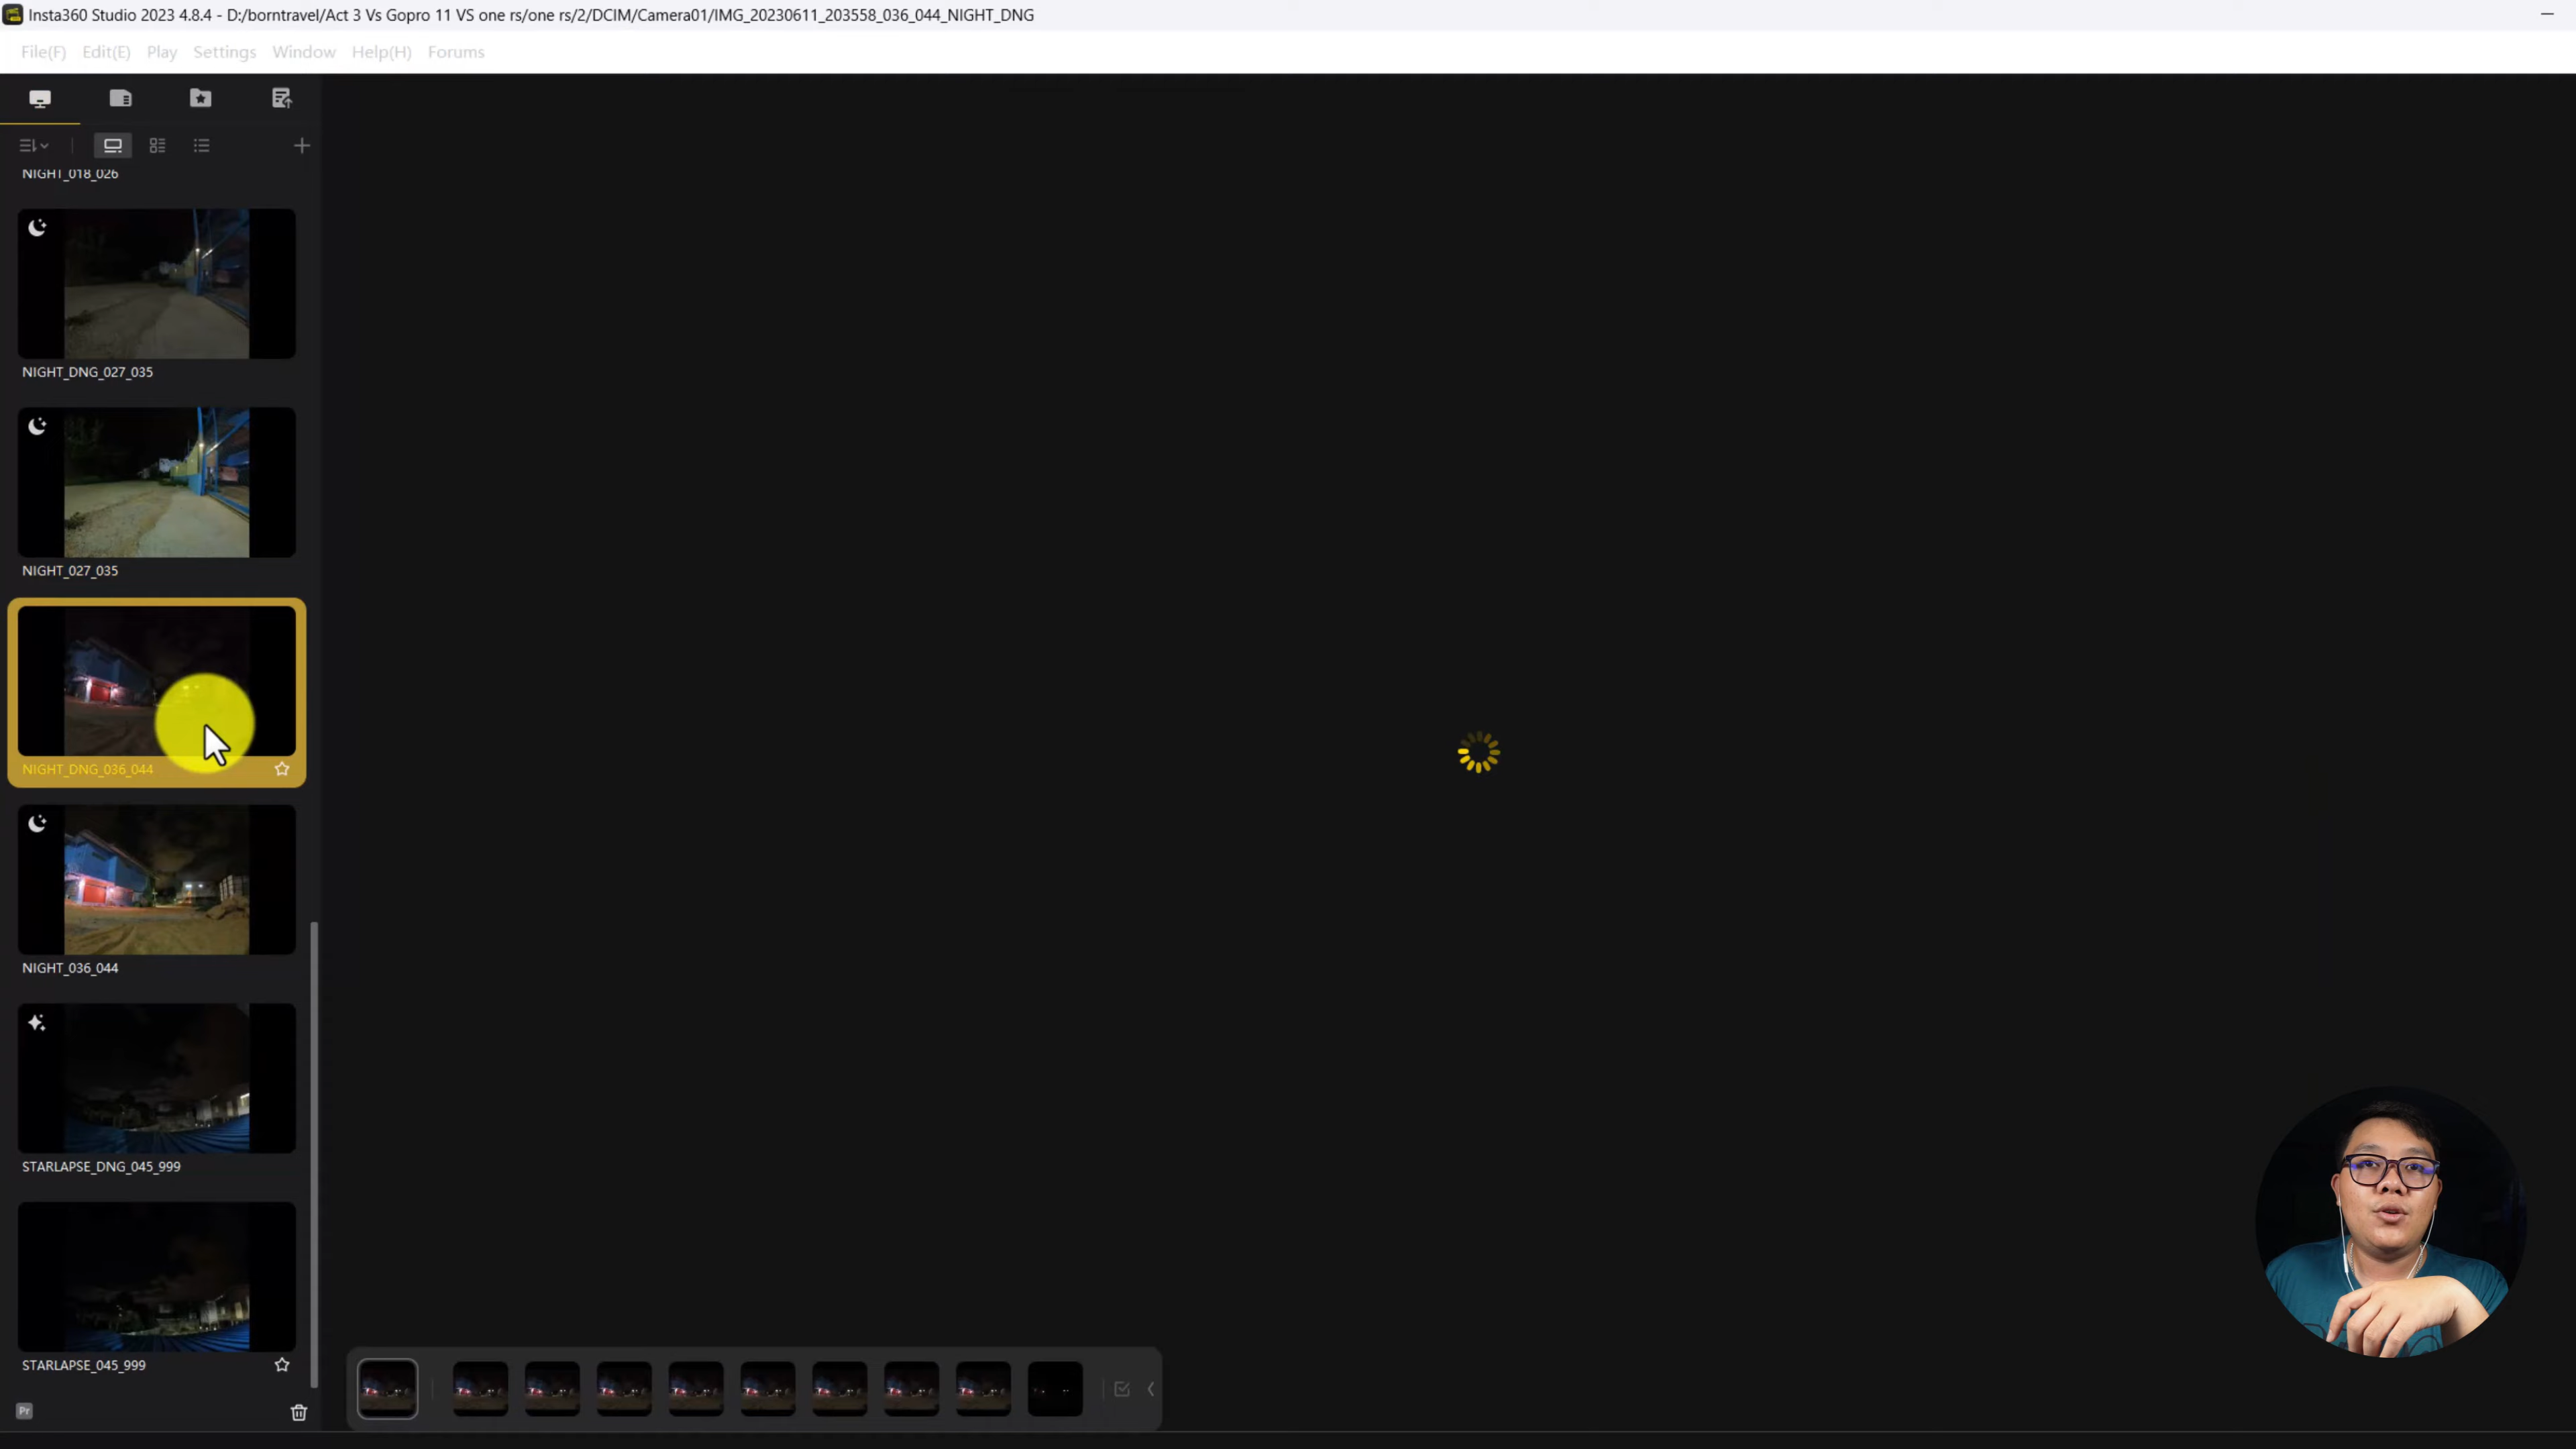 Insta360 Studio 2023 4.8.4 - D:/borntravel/Act 3 Vs Gopro 11 VS one rs/one rs/2/DCIM/Camera01/IMG_20230611_203558_036_044_NIGHT_DNG
File(F) Edit(E) Play Settings Window Help(H) Forums
NIGHT_018_026
NIGHT_DNG_027_035
NIGHT_027_035
NIGHT_DNG_036_044
NIGHT_036_044
STARLAPSE_DNG_045_999
STARLAPSE_045_999
Pr